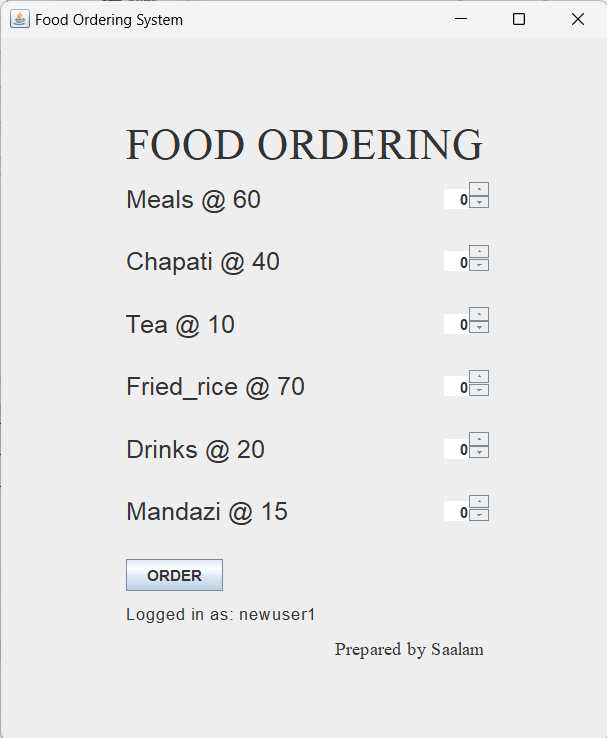 Food Ordering System
FOOD ORDERING
Meals @ 60 0
Chapati @ 40 0
Tea @ 10 0
Fried_rice @ 70 0
Drinks @ 20 0
Mandazi @ 15 0
ORDER
Logged in as: newuser1
Prepared by Saalam